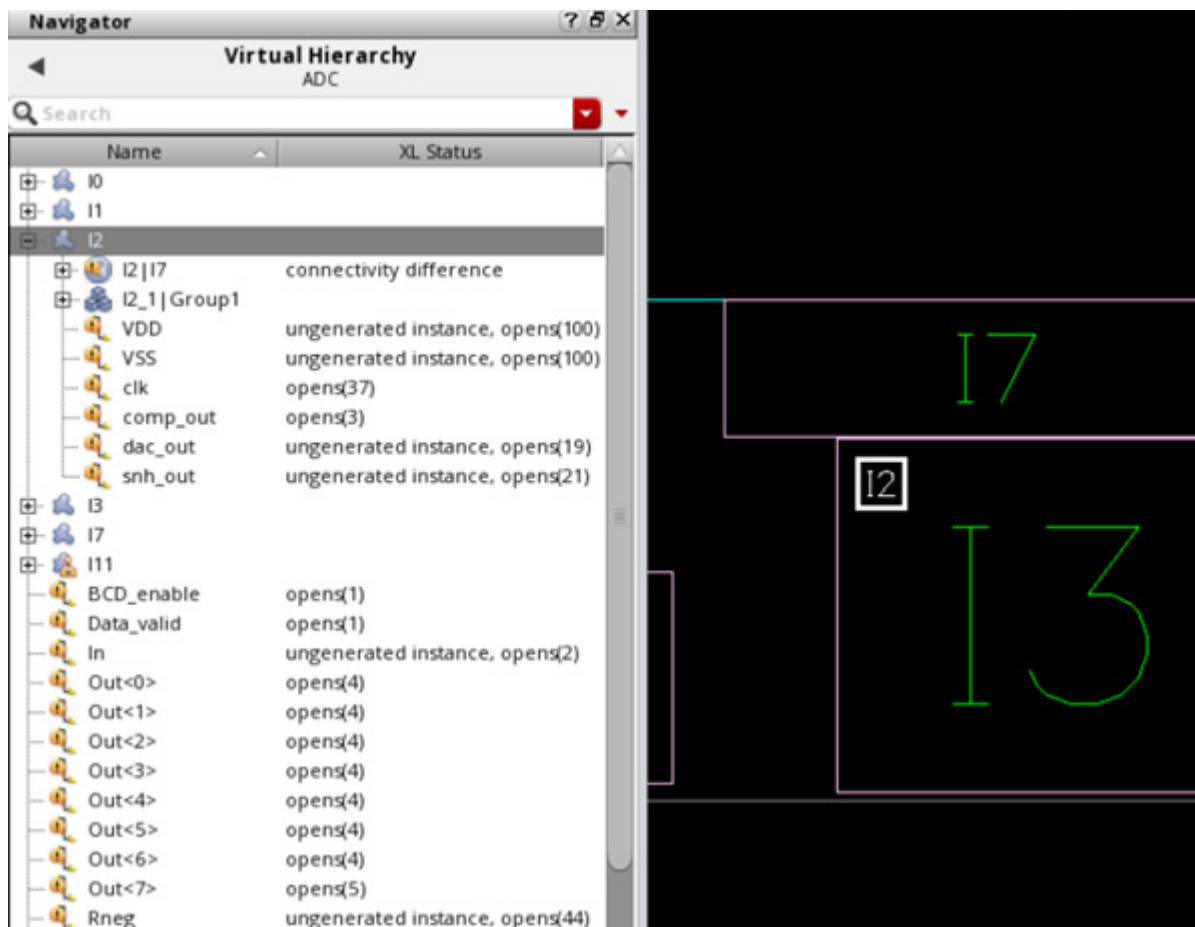 Navigator
Virtual Hierarchy
ADC
Search
Name XL Status
I0
I1
I2
I2|I7 connectivity difference
I2_1|Group1
VDD ungenerated instance, opens(100)
VSS ungenerated instance, opens(100)
clk opens(37)
comp_out opens(3)
dac_out ungenerated instance, opens(19)
snh_out ungenerated instance, opens(21)
I3
I7
I11
BCD_enable opens(1)
Data_valid opens(1)
In ungenerated instance, opens(2)
Out<0> opens(4)
Out<1> opens(4)
Out<2> opens(4)
Out<3> opens(4)
Out<4> opens(4)
Out<5> opens(4)
Out<6> opens(4)
Out<7> opens(5)
Rneg ungenerated instance, opens(44)
I7
I2
I3